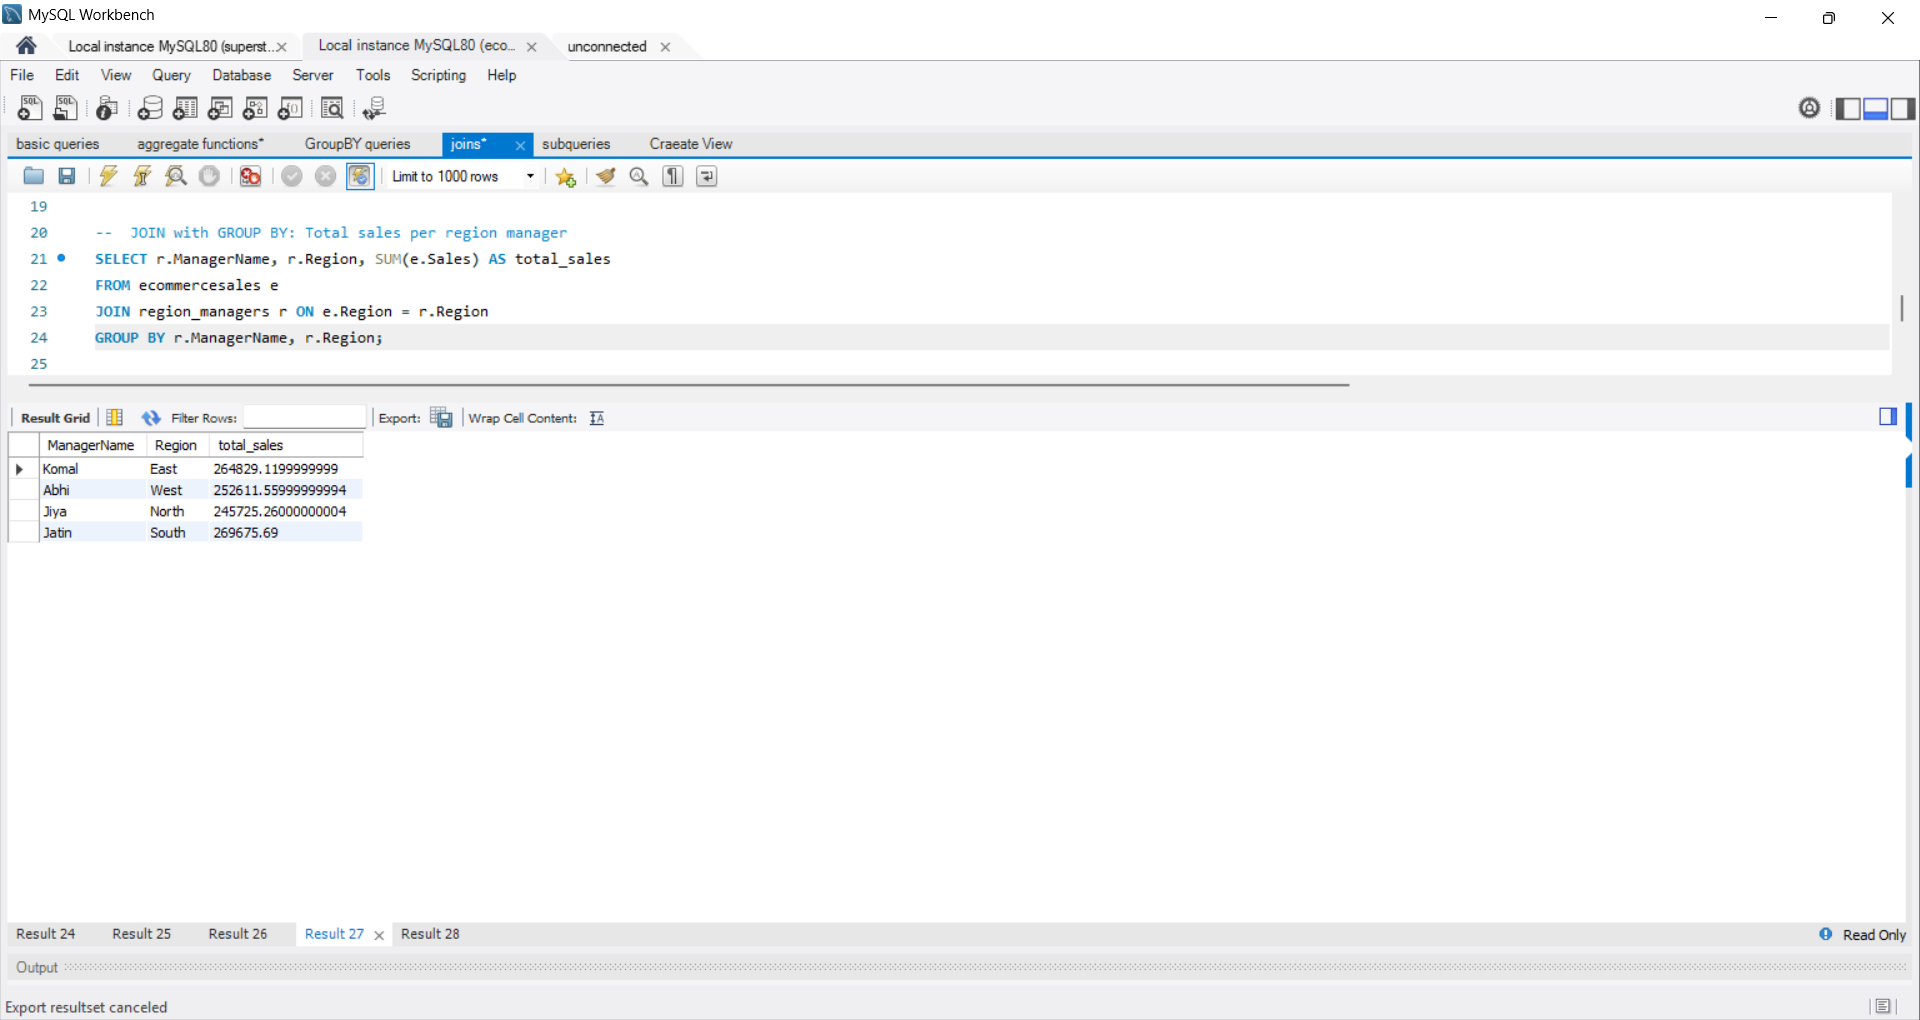 MySQL Workbench
Local instance MySQL80 (superst... Local instance MySQL80 (eco... unconnected
File Edit View Query Database Server Tools Scripting Help
basic queries aggregate functions* GroupBY queries joins* subqueries Craeate View
Limit to 1000 rows
19
20 -- JOIN with GROUP BY: Total sales per region manager
21 SELECT r.ManagerName, r.Region, SUM(e.Sales) AS total_sales
22 FROM ecommercesales e
23 JOIN region_managers r ON e.Region = r.Region
24 GROUP BY r.ManagerName, r.Region;
25
Result Grid Filter Rows: Export: Wrap Cell Content:
ManagerName Region total_sales
Komal East 264829.1199999999
Abhi West 252611.55999999994
Jiya North 245725.26000000004
Jatin South 269675.69
Result 24 Result 25 Result 26 Result 27 Result 28 Read Only
Output
Export resultset canceled